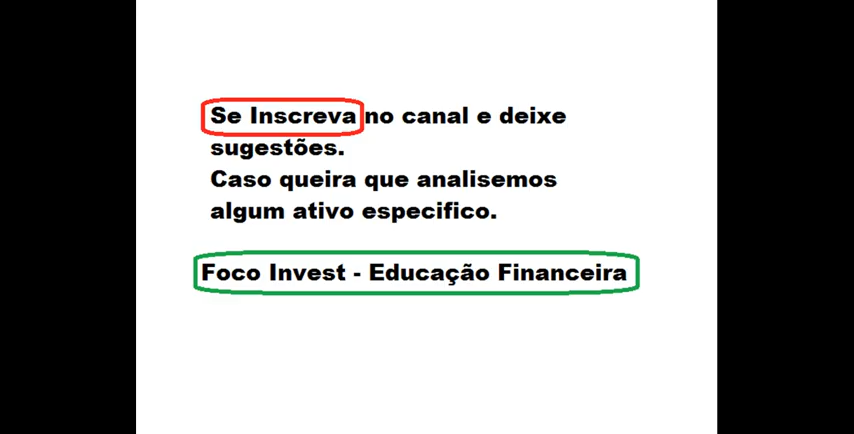 Se Inscreva no canal e deixe
sugestões.
Caso queira que analisemos
algum ativo especifico.
Foco Invest - Educação Financeira